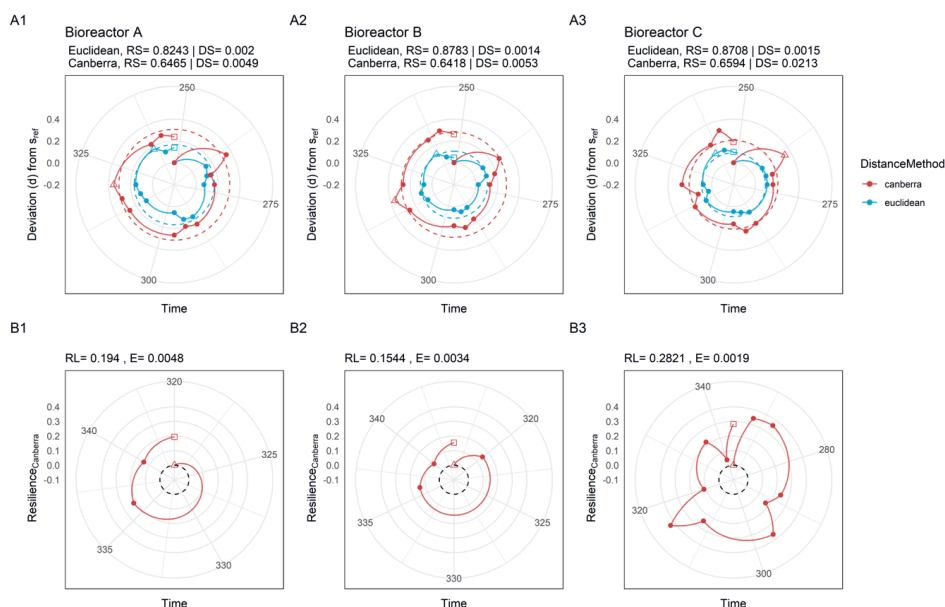 A1
A2
A3
Bioreactor A
Bioreactor B
Bioreactor C
Euclidean, RS= 0.8243 | DS= 0.002
Canberra, RS= 0.6465 | DS= 0.0049
Euclidean, RS= 0.8783 | DS= 0.0014
Canberra, RS= 0.6418 | DS= 0.0053
Euclidean, RS= 0.8708 | DS= 0.0015
Canberra, RS= 0.6594 | DS= 0.0213
Deviation (d) from sref
0.4
0.2
0.0
-0.2
250
275
300
325
Time
Deviation (d) from sref
0.4
0.2
0.0
-0.2
250
275
300
325
Time
Deviation (d) from sref
0.4
0.2
0.0
-0.2
250
275
300
325
Time
DistanceMethod
canberra
euclidean
B1
B2
B3
RL= 0.194 , E= 0.0048
RL= 0.1544 , E= 0.0034
RL= 0.2821 , E= 0.0019
ResilienceCanberra
0.4
0.3
0.2
0.1
0.0
-0.1
320
325
330
335
340
Time
ResilienceCanberra
0.4
0.3
0.2
0.1
0.0
-0.1
320
325
330
335
340
Time
ResilienceCanberra
0.4
0.3
0.2
0.1
0.0
-0.1
280
300
320
340
Time